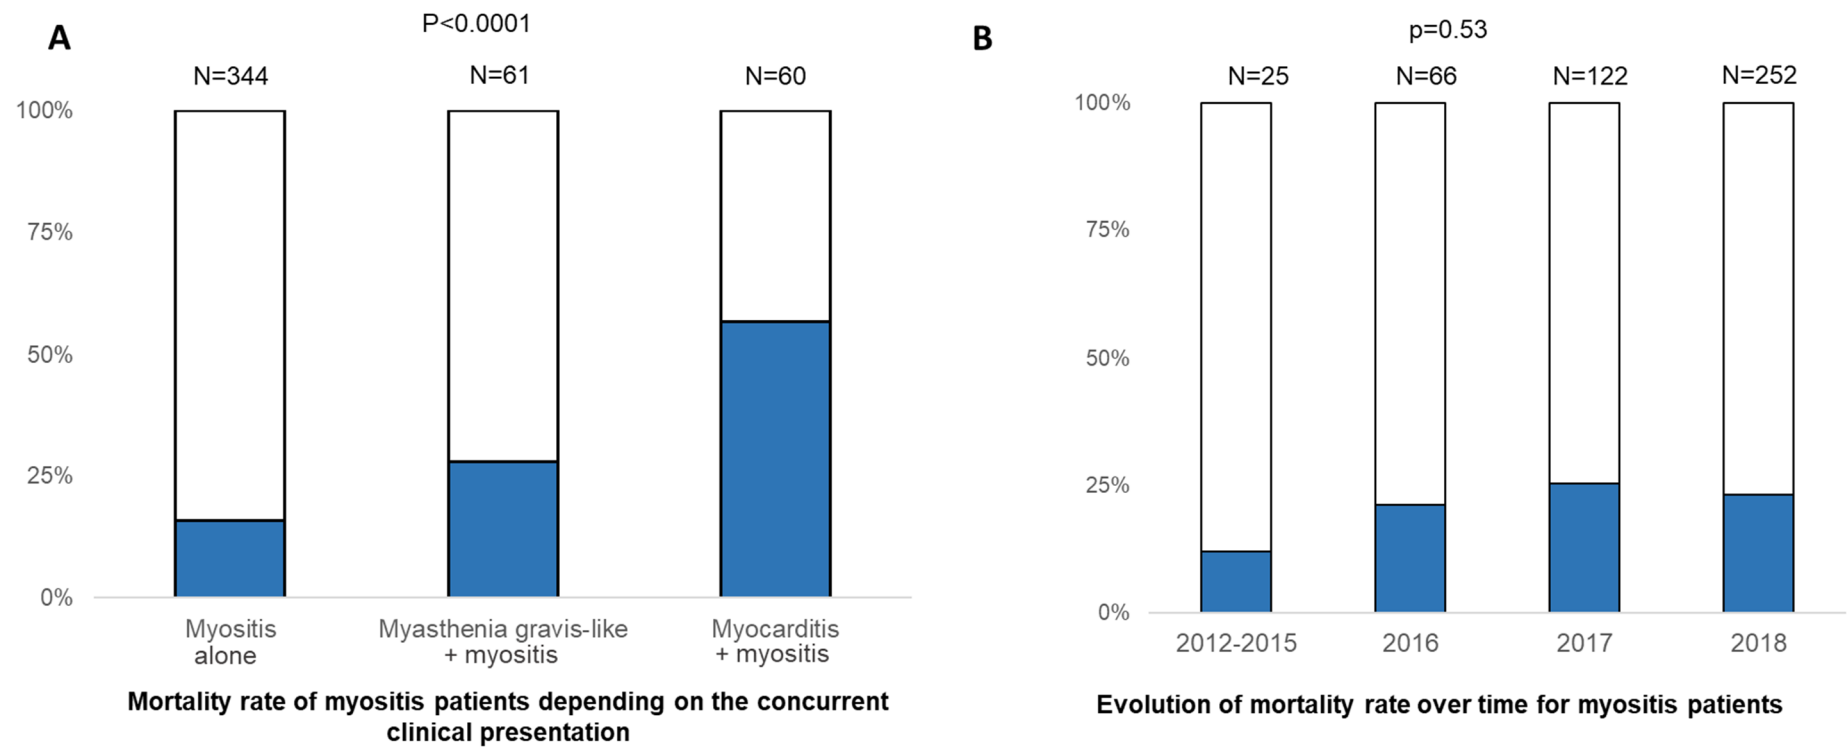 A
P<0.0001
N=344
N=61
N=60
100%
75%
50%
25%
0%
Myositis
alone
Myasthenia gravis-like
+ myositis
Myocarditis
+ myositis
Mortality rate of myositis patients depending on the concurrent
clinical presentation
B
p=0.53
N=25
N=66
N=122
N=252
100%
75%
50%
25%
0%
2012-2015
2016
2017
2018
Evolution of mortality rate over time for myositis patients